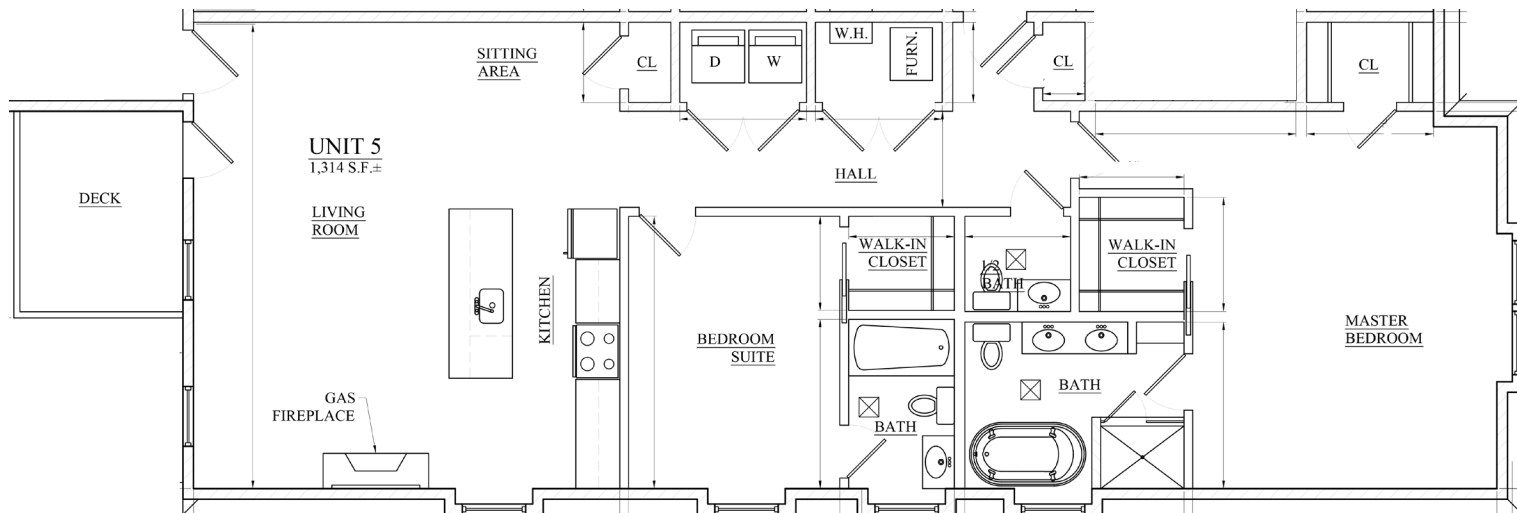 W.H.
FURN.
SITTING
AREA
CL
D
W
CL
CL
UNIT 5
1,314 S.F.±
HALL
DECK
LIVING
ROOM
WALK-IN
CLOSET
WALK-IN
CLOSET
1/2
BATH
KITCHEN
MASTER
BEDROOM
BEDROOM
SUITE
BATH
GAS
FIREPLACE
BATH